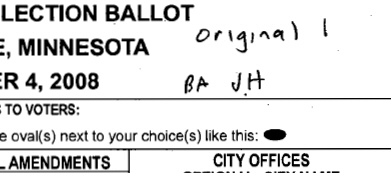 LECTION BALLOT
E, MINNESOTA
Original 1
ER 4, 2008
BA JH
S TO VOTERS:
e oval(s) next to your choice(s) like this:
L AMENDMENTS
CITY OFFICES